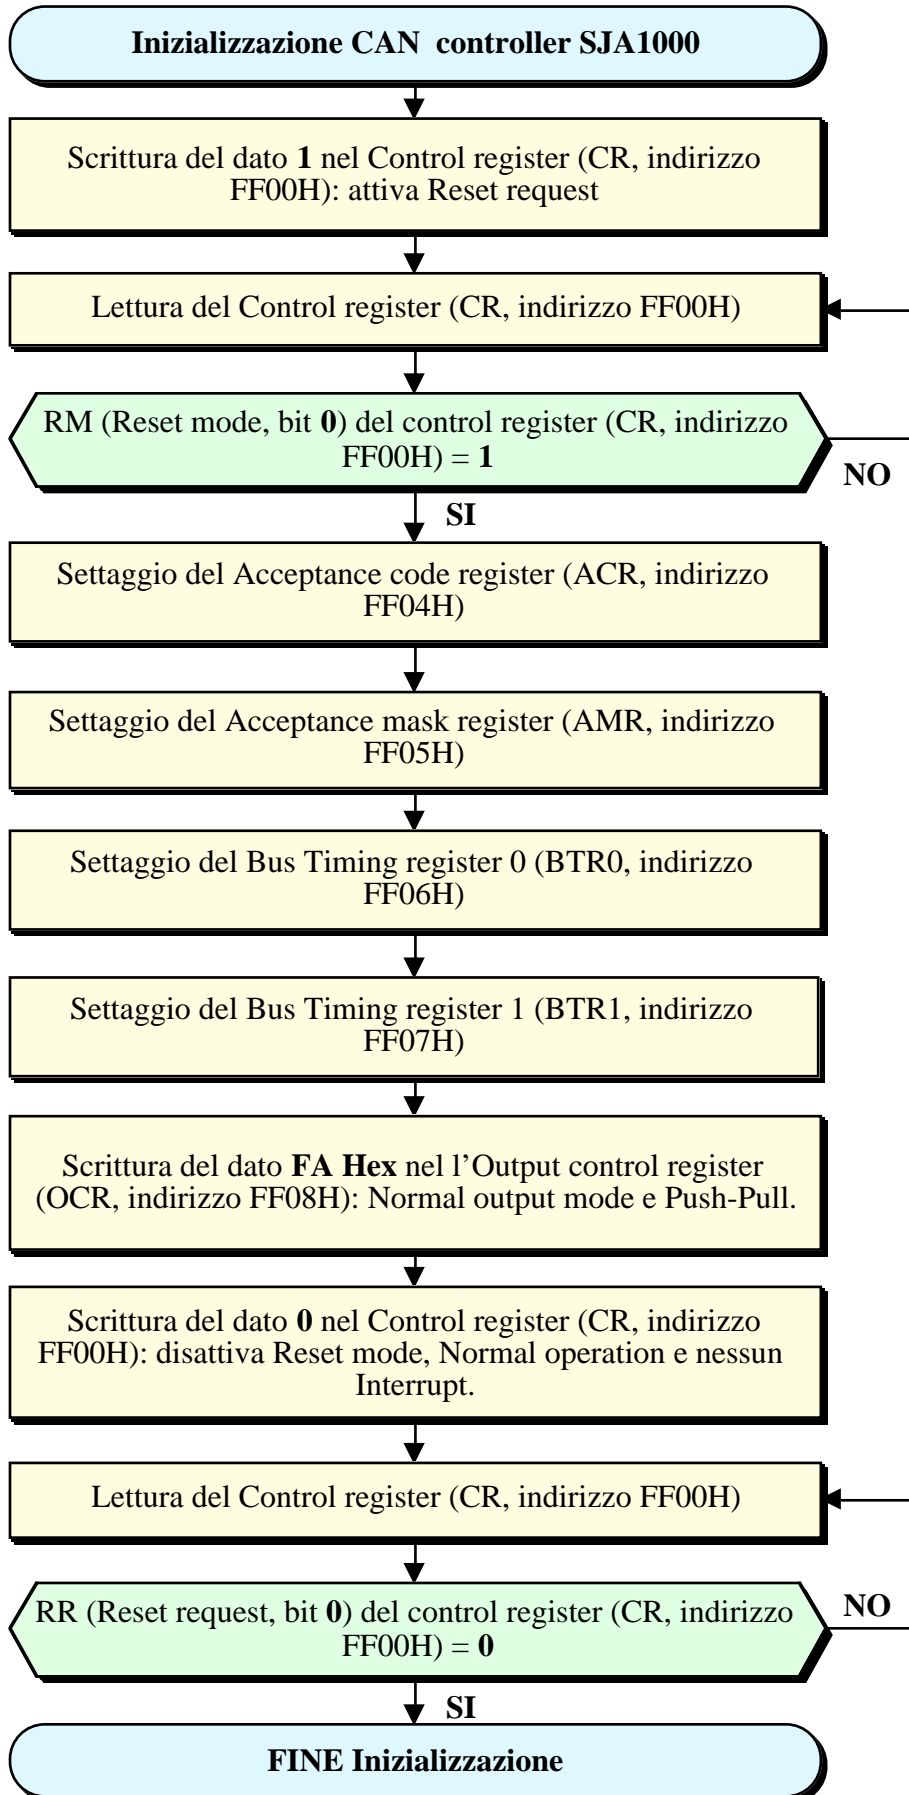 Inizializzazione CAN controller SJA1000
Scrittura del dato 1 nel Control register (CR, indirizzo
FF00H): attiva Reset request
Lettura del Control register (CR, indirizzo FF00H)
RM (Reset mode, bit 0) del control register (CR, indirizzo
FF00H) = 1
NO
SI
Settaggio del Acceptance code register (ACR, indirizzo
FF04H)
Settaggio del Acceptance mask register (AMR, indirizzo
FF05H)
Settaggio del Bus Timing register 0 (BTR0, indirizzo
FF06H)
Settaggio del Bus Timing register 1 (BTR1, indirizzo
FF07H)
Scrittura del dato FA Hex nel l’Output control register
(OCR, indirizzo FF08H): Normal output mode e Push-Pull.
Scrittura del dato 0 nel Control register (CR, indirizzo
FF00H): disattiva Reset mode, Normal operation e nessun
Interrupt.
Lettura del Control register (CR, indirizzo FF00H)
RR (Reset request, bit 0) del control register (CR, indirizzo
FF00H) = 0
NO
SI
FINE Inizializzazione